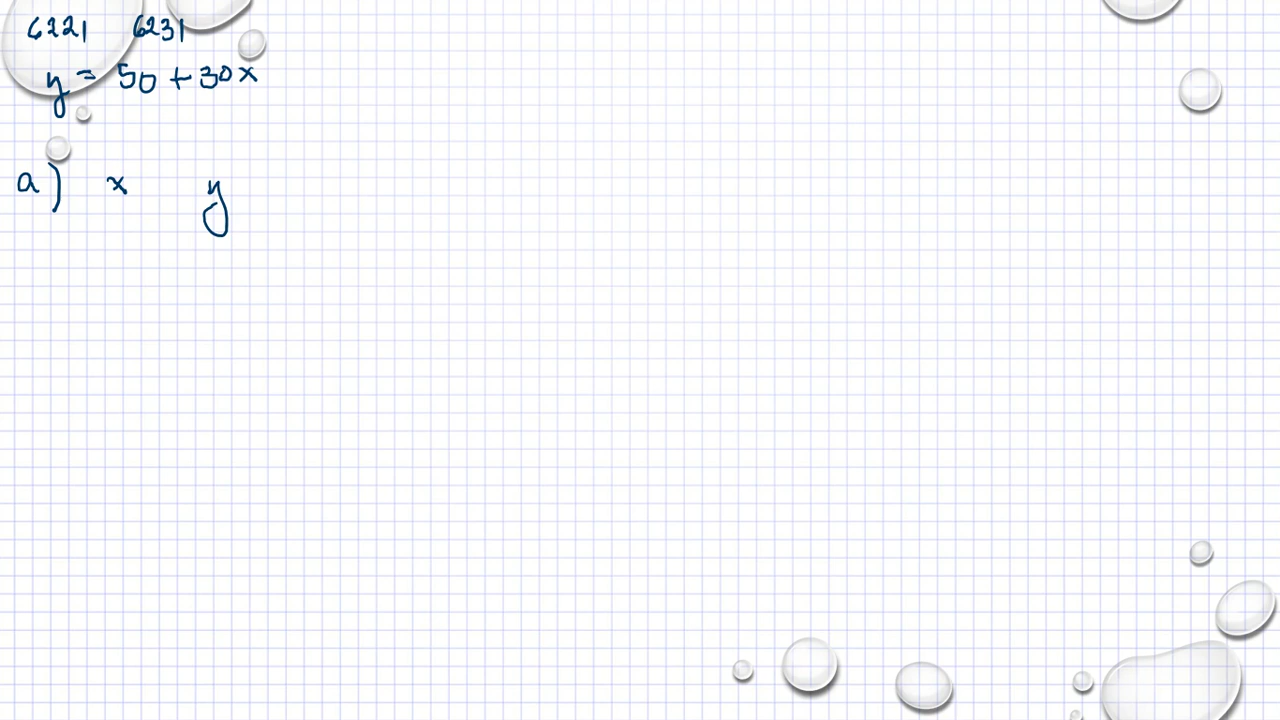 6221 6231
y = 50 + 30x
a) x y